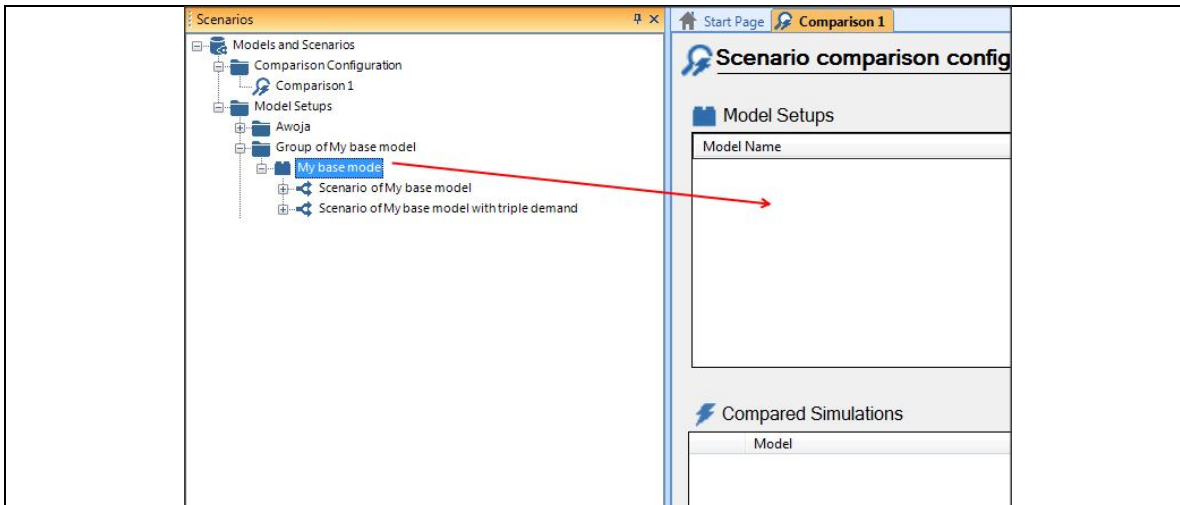 Scenarios
Models and Scenarios
Comparison Configuration
Comparison 1
Model Setups
Awoja
Group of My base model
My base mode
Scenario of My base model
Scenario of My base model with triple demand
Start Page
Comparison 1
Scenario comparison config
Model Setups
Model Name
Compared Simulations
Model